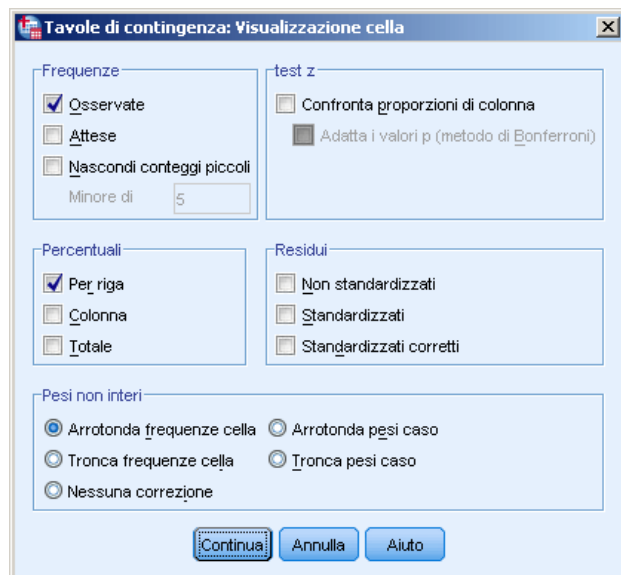 Tavole di contingenza: Visualizzazione cella
Frequenze
Osservate
Attese
Nascondi conteggi piccoli
Minore di 5
test z
Confronta proporzioni di colonna
Adatta i valori p (metodo di Bonferroni)
Percentuali
Per riga
Colonna
Totale
Residui
Non standardizzati
Standardizzati
Standardizzati corretti
Pesi non interi
Arrotonda frequenze cella
Arrotonda pesi caso
Tronca frequenze cella
Tronca pesi caso
Nessuna correzione
Continua
Annulla
Aiuto